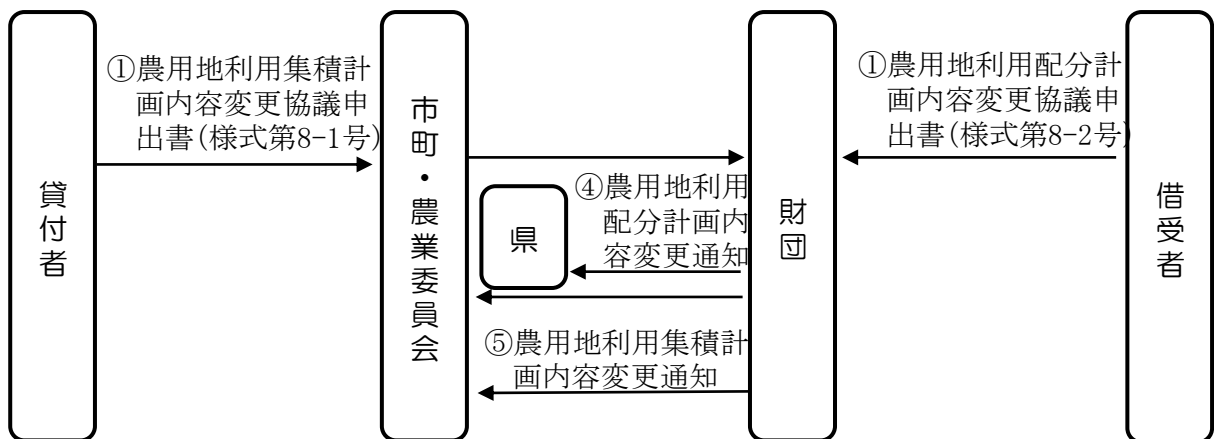 貸付者
①農用地利用集積計
画内容変更協議申
出書(様式第8-1号)
市町・農業委員会
県
④農用地利用
配分計画内
容変更通知
⑤農用地利用集積計
画内容変更通知
財団
①農用地利用配分計
画内容変更協議申
出書(様式第8-2号)
借受者